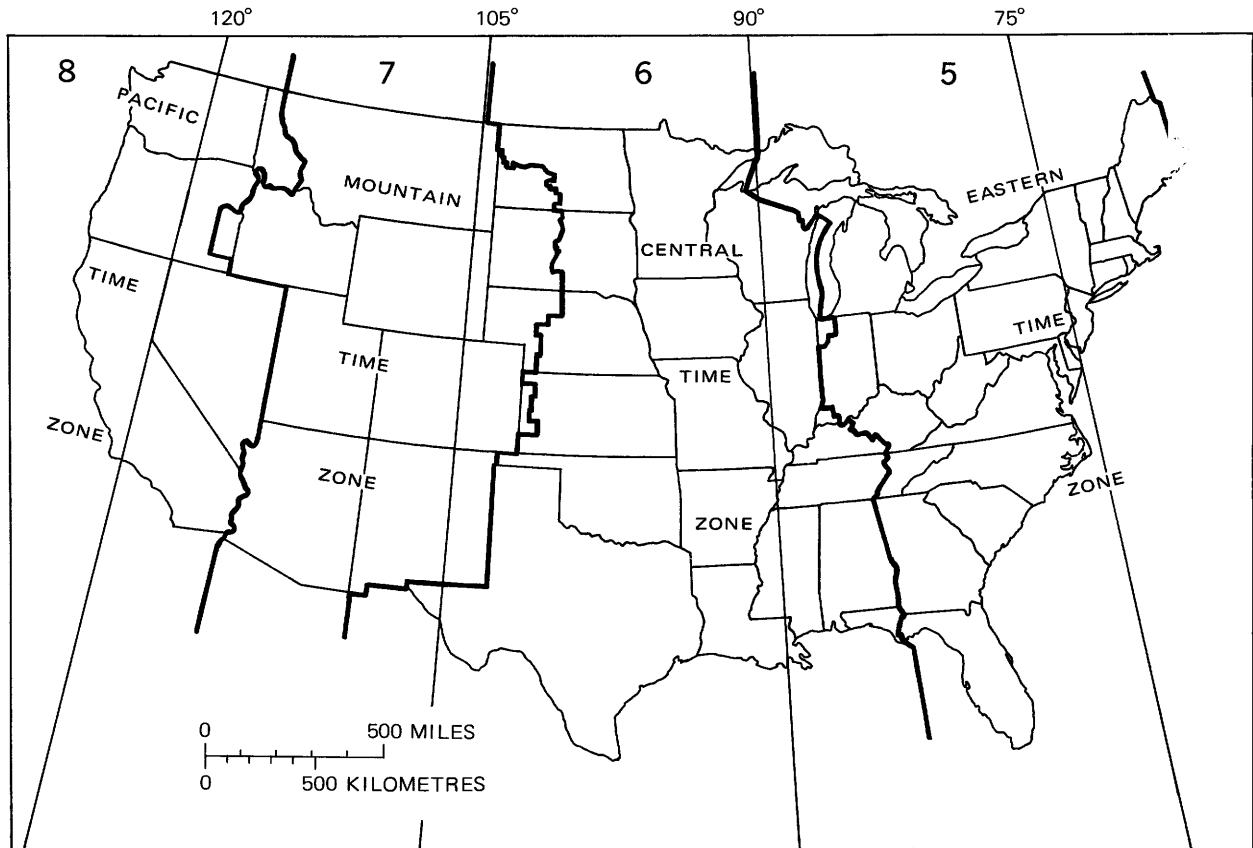 120° 105° 90° 75°
8 7 6 5
PACIFIC
TIME
ZONE
MOUNTAIN
TIME
ZONE
CENTRAL
TIME
ZONE
EASTERN
TIME
ZONE
0 500 MILES
0 500 KILOMETRES